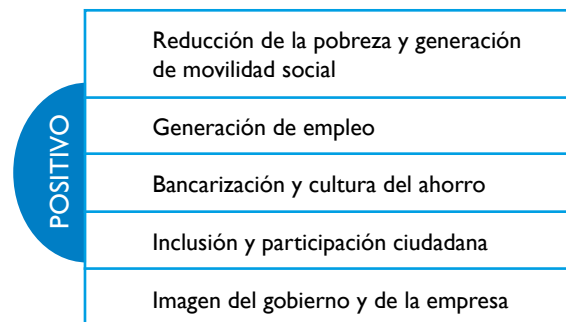 POSITIVO
Reducción de la pobreza y generación
de movilidad social
Generación de empleo
Bancarización y cultura del ahorro
Inclusión y participación ciudadana
Imagen del gobierno y de la empresa